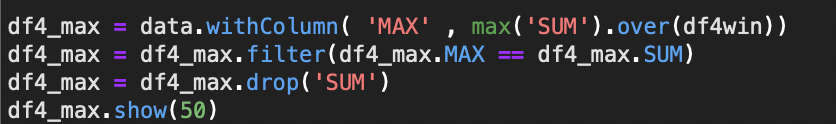 df4_max = data.withColumn( 'MAX' , max('SUM').over(df4win))
df4_max = df4_max.filter(df4_max.MAX == df4_max.SUM)
df4_max = df4_max.drop('SUM')
df4_max.show(50)